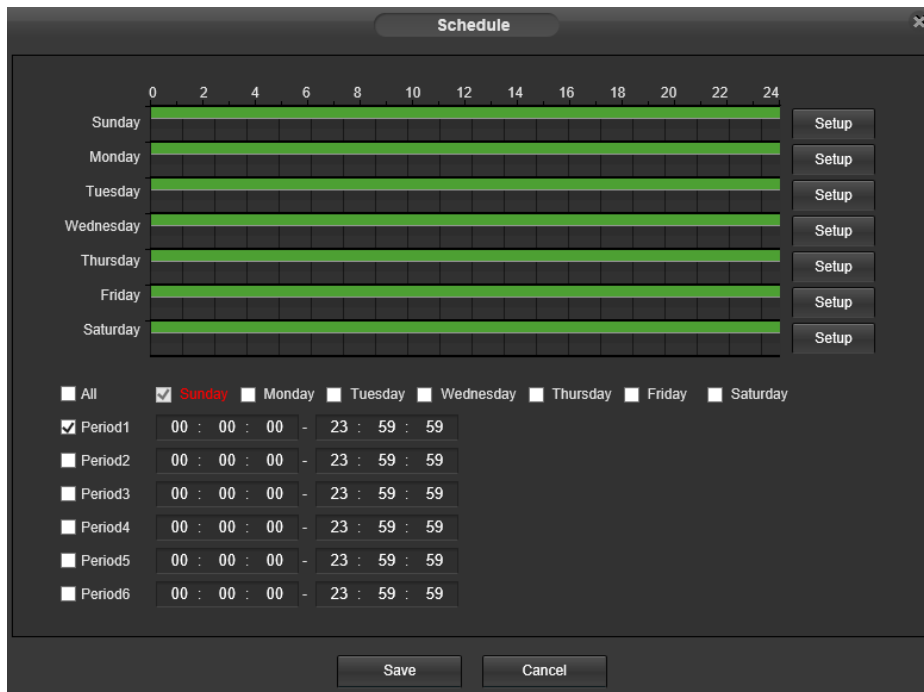 Schedule
0 2 4 6 8 10 12 14 16 18 20 22 24
Sunday Setup
Monday Setup
Tuesday Setup
Wednesday Setup
Thursday Setup
Friday Setup
Saturday Setup
All Sunday Monday Tuesday Wednesday Thursday Friday Saturday
Period1 00 : 00 : 00 - 23 : 59 : 59
Period2 00 : 00 : 00 - 23 : 59 : 59
Period3 00 : 00 : 00 - 23 : 59 : 59
Period4 00 : 00 : 00 - 23 : 59 : 59
Period5 00 : 00 : 00 - 23 : 59 : 59
Period6 00 : 00 : 00 - 23 : 59 : 59
Save Cancel